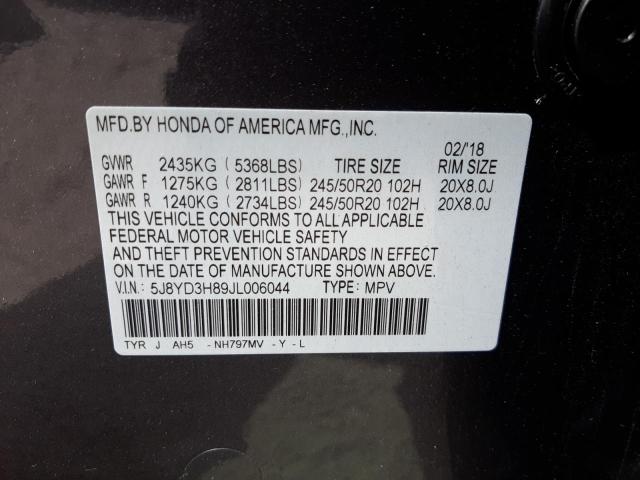 MFD.BY HONDA OF AMERICA MFG.,INC.
02/'18
GVWR 2435KG ( 5368LBS) TIRE SIZE RIM SIZE
GAWR F 1275KG ( 2811LBS) 245/50R20 102H 20X8.0J
GAWR R 1240KG ( 2734LBS) 245/50R20 102H 20X8.0J
THIS VEHICLE CONFORMS TO ALL APPLICABLE
FEDERAL MOTOR VEHICLE SAFETY
AND THEFT PREVENTION STANDARDS IN EFFECT
ON THE DATE OF MANUFACTURE SHOWN ABOVE.
V.I.N: 5J8YD3H89JL006044 TYPE: MPV
TYR J AH5 -NH797MV -Y -L